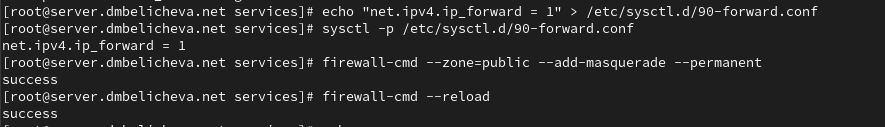 [root@server.dmbelicheva.net services]# echo "net.ipv4.ip_forward = 1" > /etc/sysctl.d/90-forward.conf
[root@server.dmbelicheva.net services]# sysctl -p /etc/sysctl.d/90-forward.conf
net.ipv4.ip_forward = 1
[root@server.dmbelicheva.net services]# firewall-cmd --zone=public --add-masquerade --permanent
success
[root@server.dmbelicheva.net services]# firewall-cmd --reload
success